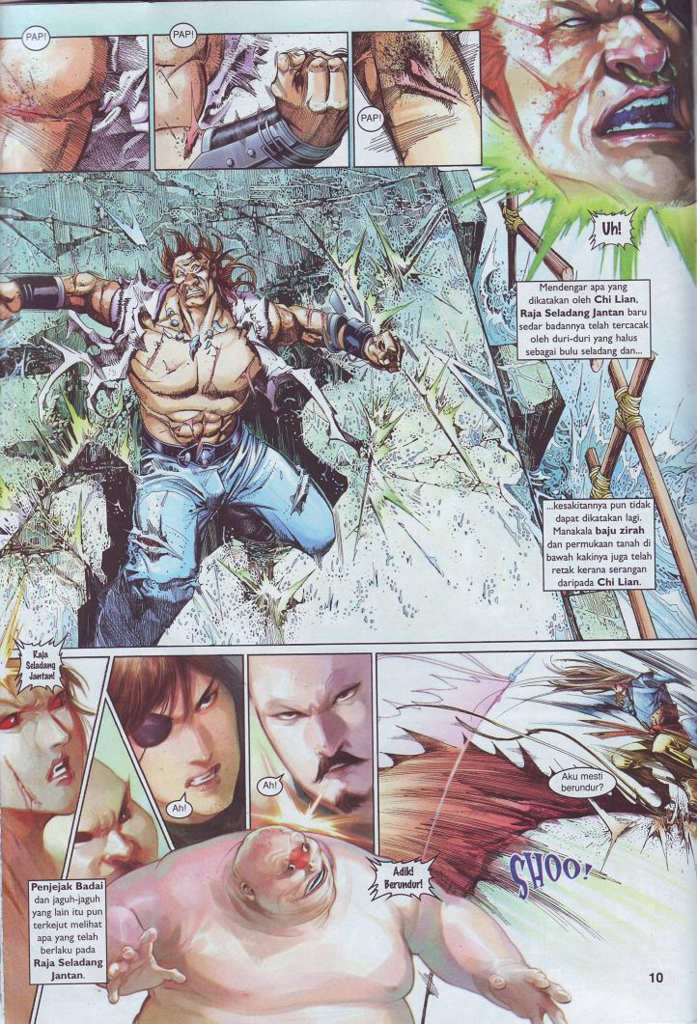 PAP!
PAP!
PAP!
Uh!
Mendengar apa yang
dikatakan oleh Chi Lian,
Raja Seladang Jantan baru
sedar badannya telah tercacak
oleh duri-duri yang halus
sebagai bulu seladang dan...
...kesakitannya pun tidak
dapat dikatakan lagi.
Manakala baju zirah
dan permukaan tanah di
bawah kakinya juga telah
retak kerana serangan
daripada Chi Lian.
Raja
Seladang
Jantan!
Ah!
Ah!
Aku mesti
berundur!
SHOO!
Adik!
Berundur!
Penjejak Badai
dan jaguh-jaguh
yang lain itu pun
terkejut melihat
apa yang telah
berlaku pada
Raja Seladang
Jantan.
10